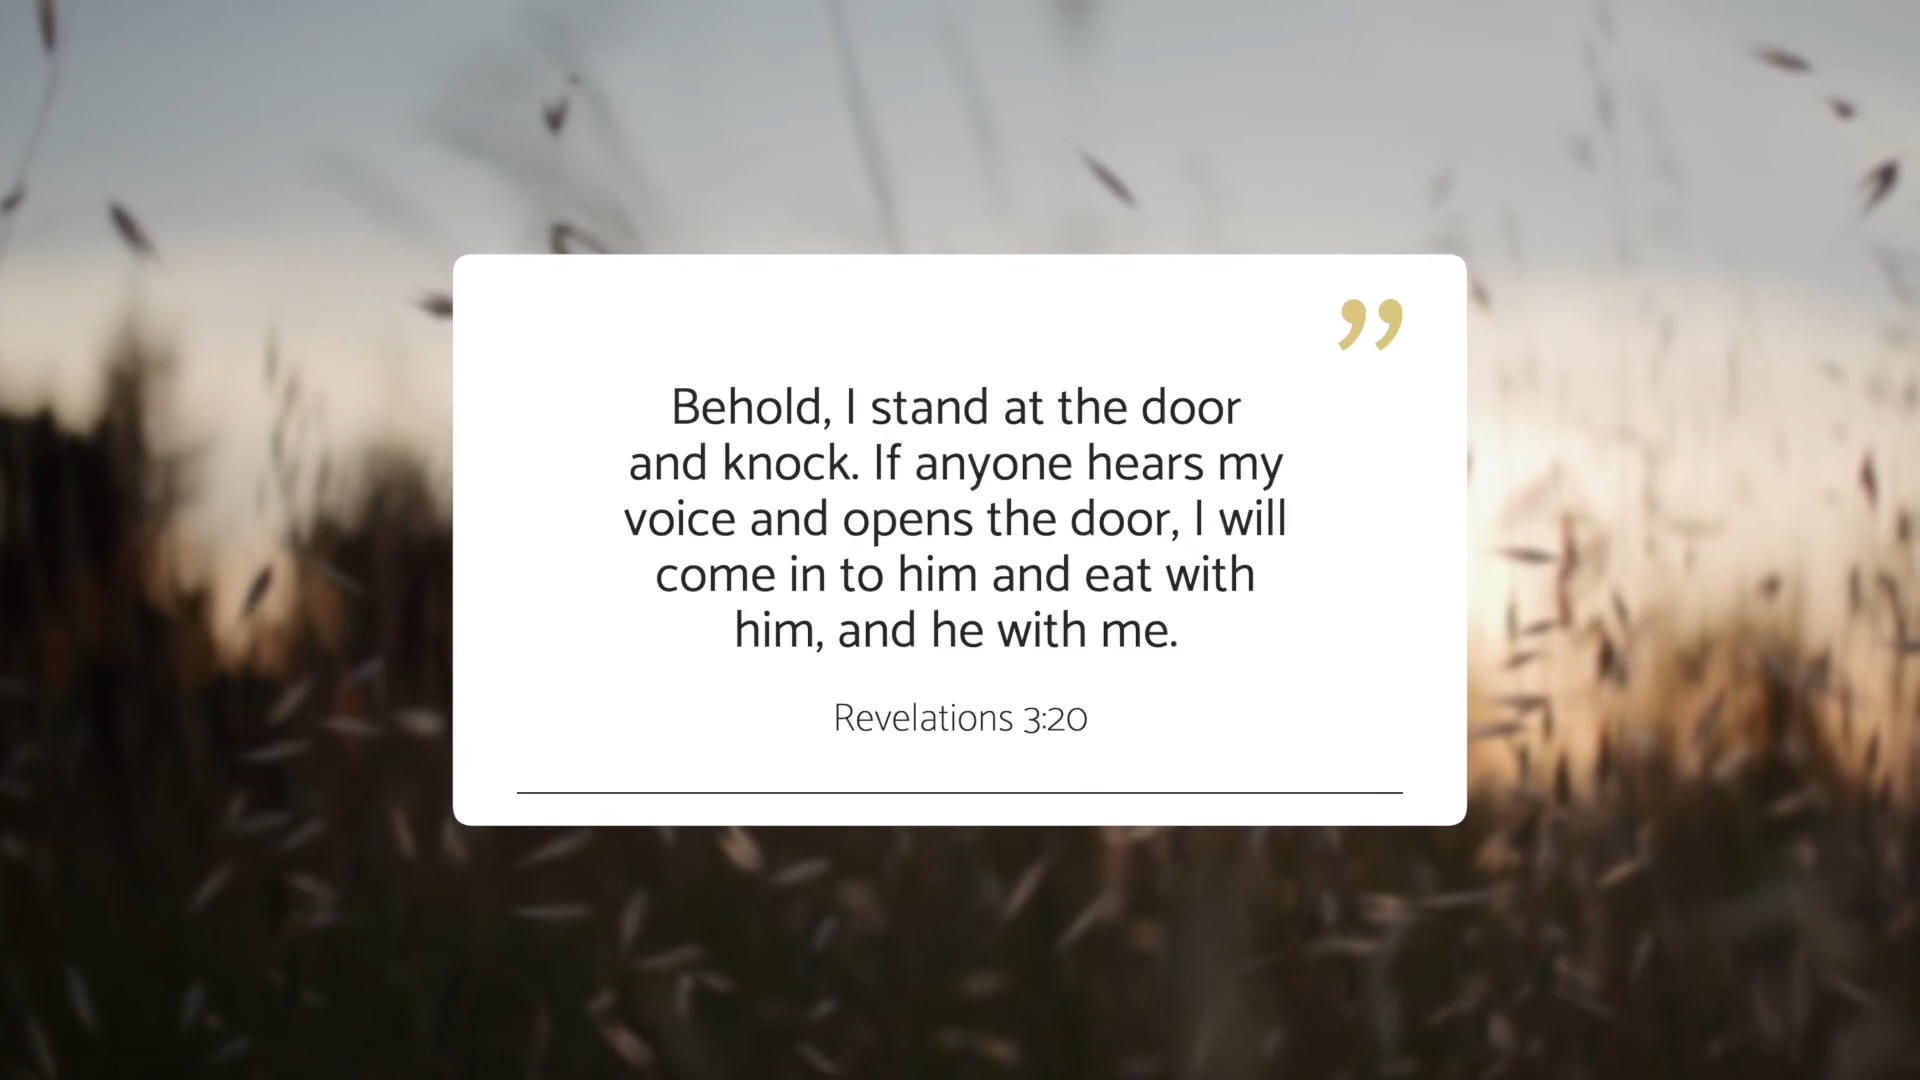 ”
Behold, I stand at the door
and knock. If anyone hears my
voice and opens the door, I will
come in to him and eat with
him, and he with me.
Revelations 3:20